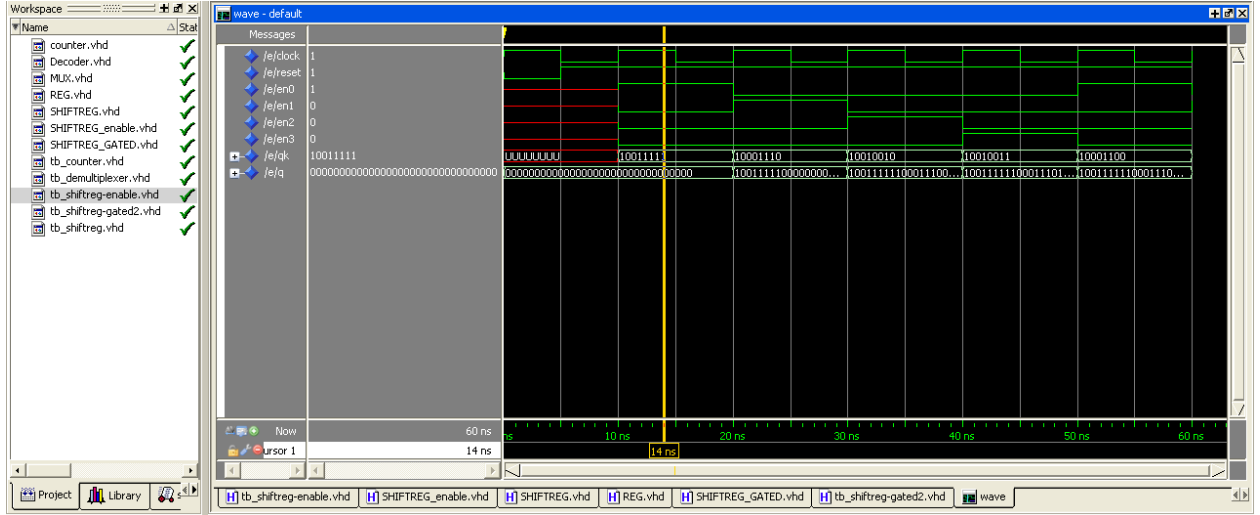 Workspace
wave - default
Name
Stat
Messages
counter.vhd
Decoder.vhd
MUX.vhd
REG.vhd
SHIFTREG.vhd
SHIFTREG_enable.vhd
SHIFTREG_GATED.vhd
tb_counter.vhd
tb_demultiplexer.vhd
tb_shiftreg-enable.vhd
tb_shiftreg-gated2.vhd
tb_shiftreg.vhd
/e/clock 1
/e/reset 1
/e/en0 1
/e/en1 0
/e/en2 0
/e/en3 0
/e/qk 10011111 UUUUUUUU 10011111 10001110 10010010 10010011 10001100
/e/q 00000000000000000000000000000000 00000000000000000000000000000000 1001111100000000... 10011111100011100... 10011111100011101... 1001111110001110...
Now 60 ns ns 10 ns 20 ns 30 ns 40 ns 50 ns 60 ns
ursor 1 14 ns 14 ns
Project Library s
tb_shiftreg-enable.vhd SHIFTREG_enable.vhd SHIFTREG.vhd REG.vhd SHIFTREG_GATED.vhd tb_shiftreg-gated2.vhd wave